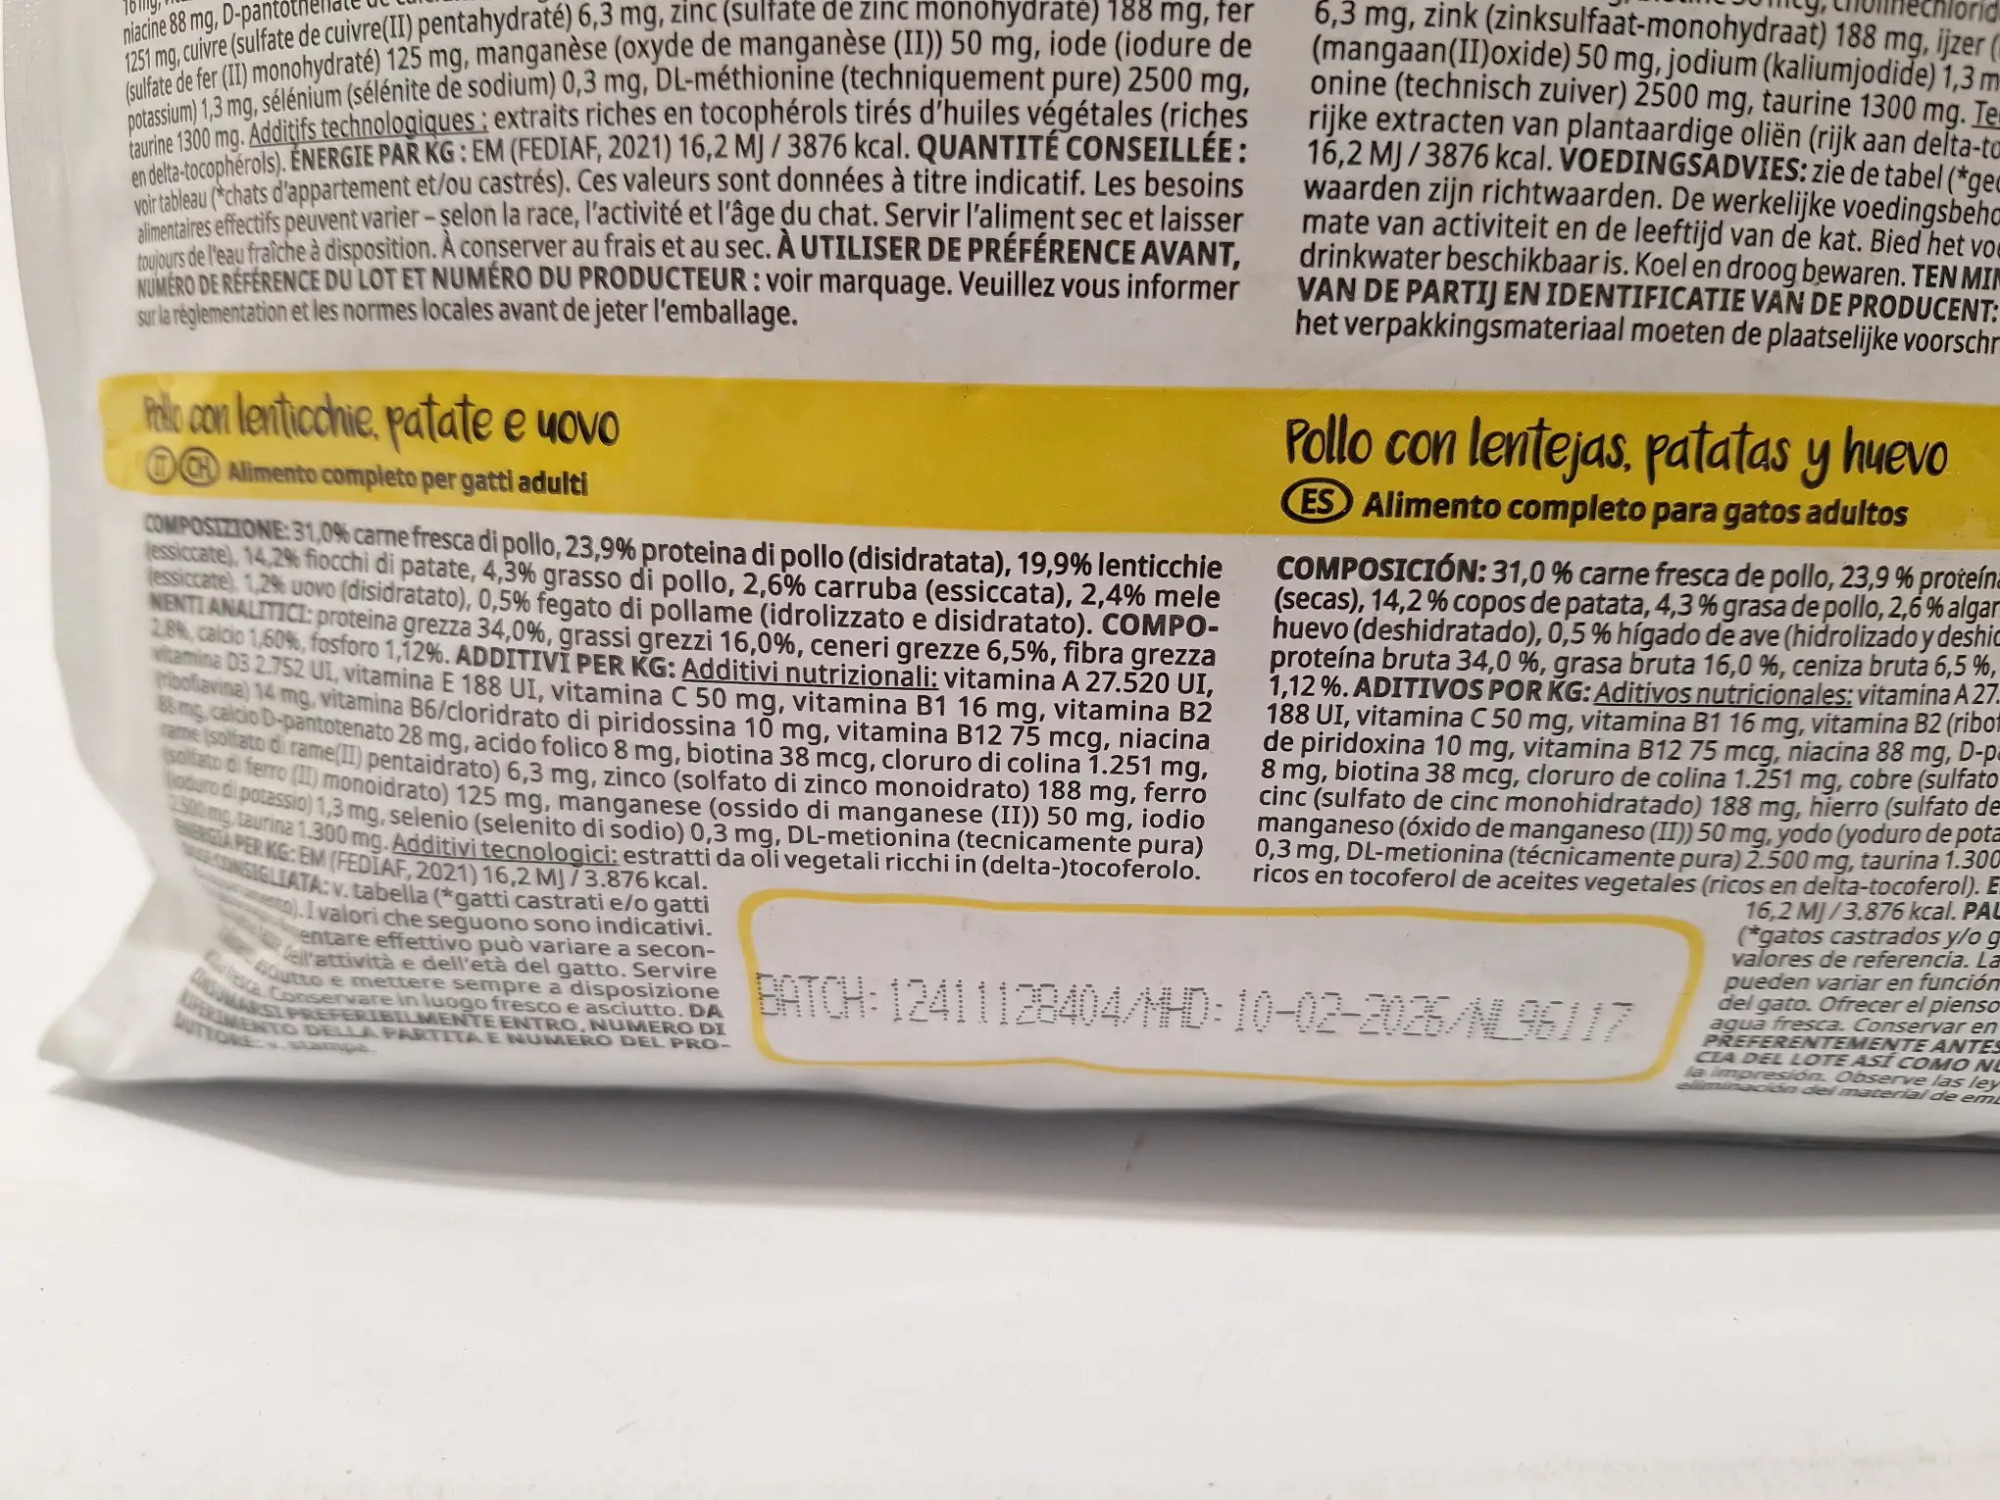 niacine 88 mg,
1251 mg, cuivre (sulfate de cuivre(II) pentahydraté) 6,3 mg, zinc (sulfate de zinc monohydraté) 188 mg, fer
(sulfate de fer (II) monohydraté) 125 mg, manganèse (oxyde de manganèse (II)) 50 mg, iode (iodure de
potassium) 1,3 mg, sélénium (sélénite de sodium) 0,3 mg, DL-méthionine (techniquement pure) 2500 mg,
taurine 1300 mg. Additifs technologiques : extraits riches en tocophérols tirés d'huiles végétales (riches
en delta-tocophérols). ÉNERGIE PAR KG : EM (FEDIAF, 2021) 16,2 MJ / 3876 kcal. QUANTITÉ CONSEILLÉE :
voir tableau (*chats d'appartement et/ou castrés). Ces valeurs sont données à titre indicatif. Les besoins
alimentaires effectifs peuvent varier – selon la race, l'activité et l'âge du chat. Servir l'aliment sec et laisser
toujours de l'eau fraîche à disposition. À conserver au frais et au sec. À UTILISER DE PRÉFÉRENCE AVANT,
NUMÉRO DE RÉFÉRENCE DU LOT ET NUMÉRO DU PRODUCTEUR : voir marquage. Veuillez vous informer
sur la réglementation et les normes locales avant de jeter l'emballage.
6,3 mg, zink (zinksulfaat-monohydraat) 188 mg, ijzer (
(mangaan(II)oxide) 50 mg, jodium (kaliumjodide) 1,3 m
onine (technisch zuiver) 2500 mg, taurine 1300 mg. Te
rijke extracten van plantaardige oliën (rijk aan delta-to
16,2 MJ / 3876 kcal. VOEDINGSADVIES: zie de tabel (*gec
waarden zijn richtwaarden. De werkelijke voedingsbeho
mate van activiteit en de leeftijd van de kat. Bied het vo
drinkwater beschikbaar is. Koel en droog bewaren. TEN MIN
VAN DE PARTIJ EN IDENTIFICATIE VAN DE PRODUCENT:
het verpakkingsmateriaal moeten de plaatselijke voorschr
Pollo con lenticchie, patate e uovo
IT CH Alimento completo per gatti adulti
COMPOSIZIONE: 31,0% carne fresca di pollo, 23,9% proteina di pollo (disidratata), 19,9% lenticchie
(essiccate), 14,2% fiocchi di patate, 4,3% grasso di pollo, 2,6% carruba (essiccata), 2,4% mele
(essiccate), 1,2% uovo (disidratato), 0,5% fegato di pollame (idrolizzato e disidratato). COMPO-
NENTI ANALITICI: proteina grezza 34,0%, grassi grezzi 16,0%, ceneri grezze 6,5%, fibra grezza
2,8%, calcio 1,60%, fosforo 1,12%. ADDITIVI PER KG: Additivi nutrizionali: vitamina A 27.520 UI,
vitamina D3 2.752 UI, vitamina E 188 UI, vitamina C 50 mg, vitamina B1 16 mg, vitamina B2
(riboflavina) 14 mg, vitamina B6/cloridrato di piridossina 10 mg, vitamina B12 75 mcg, niacina
88 mg, calcio D-pantotenato 28 mg, acido folico 8 mg, biotina 38 mcg, cloruro di colina 1.251 mg,
rame (solfato di rame(II) pentaidrato) 6,3 mg, zinco (solfato di zinco monoidrato) 188 mg, ferro
(solfato di ferro (II) monoidrato) 125 mg, manganese (ossido di manganese (II)) 50 mg, iodio
(ioduro di potassio) 1,3 mg, selenio (selenito di sodio) 0,3 mg, DL-metionina (tecnicamente pura)
2.500 mg, taurina 1.300 mg. Additivi tecnologici: estratti da oli vegetali ricchi in (delta-)tocoferolo.
ENERGIA PER KG: EM (FEDIAF, 2021) 16,2 MJ / 3.876 kcal.
CONSIGLIATA: v. tabella (*gatti castrati e/o gatti
I valori che seguono sono indicativi.
effettivo può variare a secon-
dell'attività e dell'età del gatto. Servire
asciutto e mettere sempre a disposizione
fresca. Conservare in luogo fresco e asciutto. DA
CONSUMARSI PREFERIBILMENTE ENTRO, NUMERO DI
RIFERIMENTO DELLA PARTITA E NUMERO DEL PRO-
DUTTORE: v. stampa.
BATCH: 12411128404/MHD: 10-02-2026/NL96117
Pollo con lentejas, patatas y huevo
ES Alimento completo para gatos adultos
COMPOSICIÓN: 31,0 % carne fresca de pollo, 23,9 % proteína
(secas), 14,2 % copos de patata, 4,3 % grasa de pollo, 2,6 % algar
huevo (deshidratado), 0,5 % hígado de ave (hidrolizado y deshid
proteína bruta 34,0 %, grasa bruta 16,0 %, ceniza bruta 6,5 %,
1,12 %. ADITIVOS POR KG: Aditivos nutricionales: vitamina A 27.
188 UI, vitamina C 50 mg, vitamina B1 16 mg, vitamina B2 (ribof
de piridoxina 10 mg, vitamina B12 75 mcg, niacina 88 mg, D-pa
8 mg, biotina 38 mcg, cloruro de colina 1.251 mg, cobre (sulfato
cinc (sulfato de cinc monohidratado) 188 mg, hierro (sulfato de
manganeso (óxido de manganeso (II)) 50 mg, yodo (yoduro de pota
0,3 mg, DL-metionina (técnicamente pura) 2.500 mg, taurina 1.300
ricos en tocoferol de aceites vegetales (ricos en delta-tocoferol). E
16,2 MJ / 3.876 kcal. PAU
(*gatos castrados y/o g
valores de referencia. La
pueden variar en función
del gato. Ofrecer el pienso
agua fresca. Conservar en
PREFERENTEMENTE ANTES
CIA DEL LOTE ASÍ COMO NÚ
la impresión. Observe las ley
eliminación del material de emb